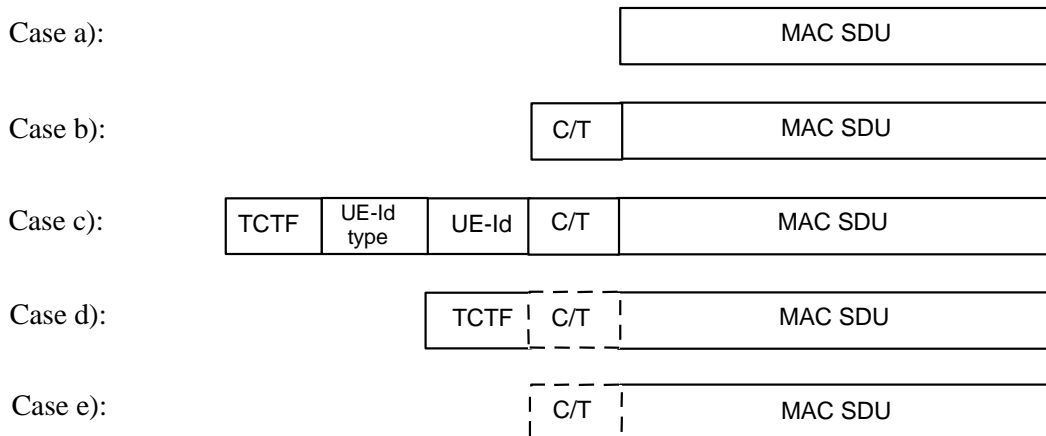 Case a): MAC SDU
Case b): C/T MAC SDU
Case c): TCTF UE-Id type UE-Id C/T MAC SDU
Case d): TCTF C/T MAC SDU
Case e): C/T MAC SDU